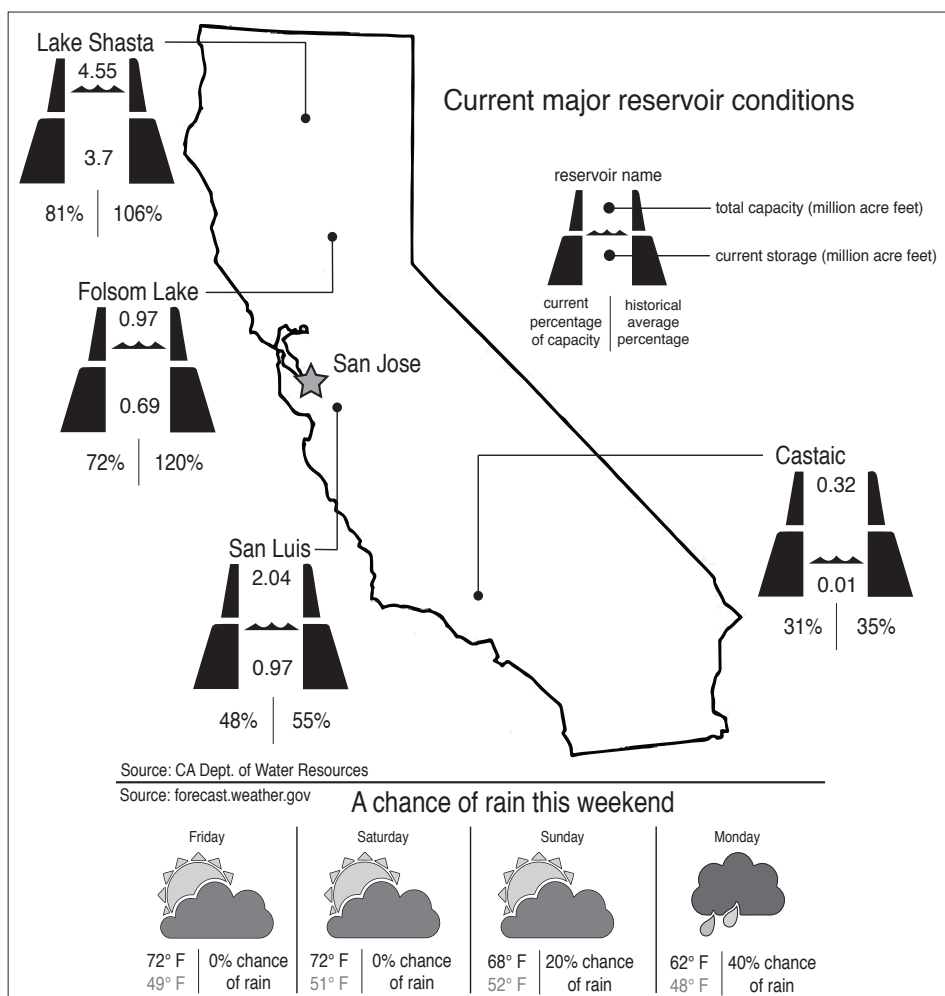 Lake Shasta
4.55
3.7
81% 106%
Current major reservoir conditions
reservoir name
total capacity (million acre feet)
current storage (million acre feet)
current
percentage
of capacity
historical
average
percentage
Folsom Lake
0.97
0.69
72% 120%
San Jose
Castaic
0.32
0.01
31% 35%
San Luis
2.04
0.97
48% 55%
Source: CA Dept. of Water Resources
Source: forecast.weather.gov
A chance of rain this weekend
Friday
72° F
49° F
0% chance
of rain
Saturday
72° F
51° F
0% chance
of rain
Sunday
68° F
52° F
20% chance
of rain
Monday
62° F
48° F
40% chance
of rain